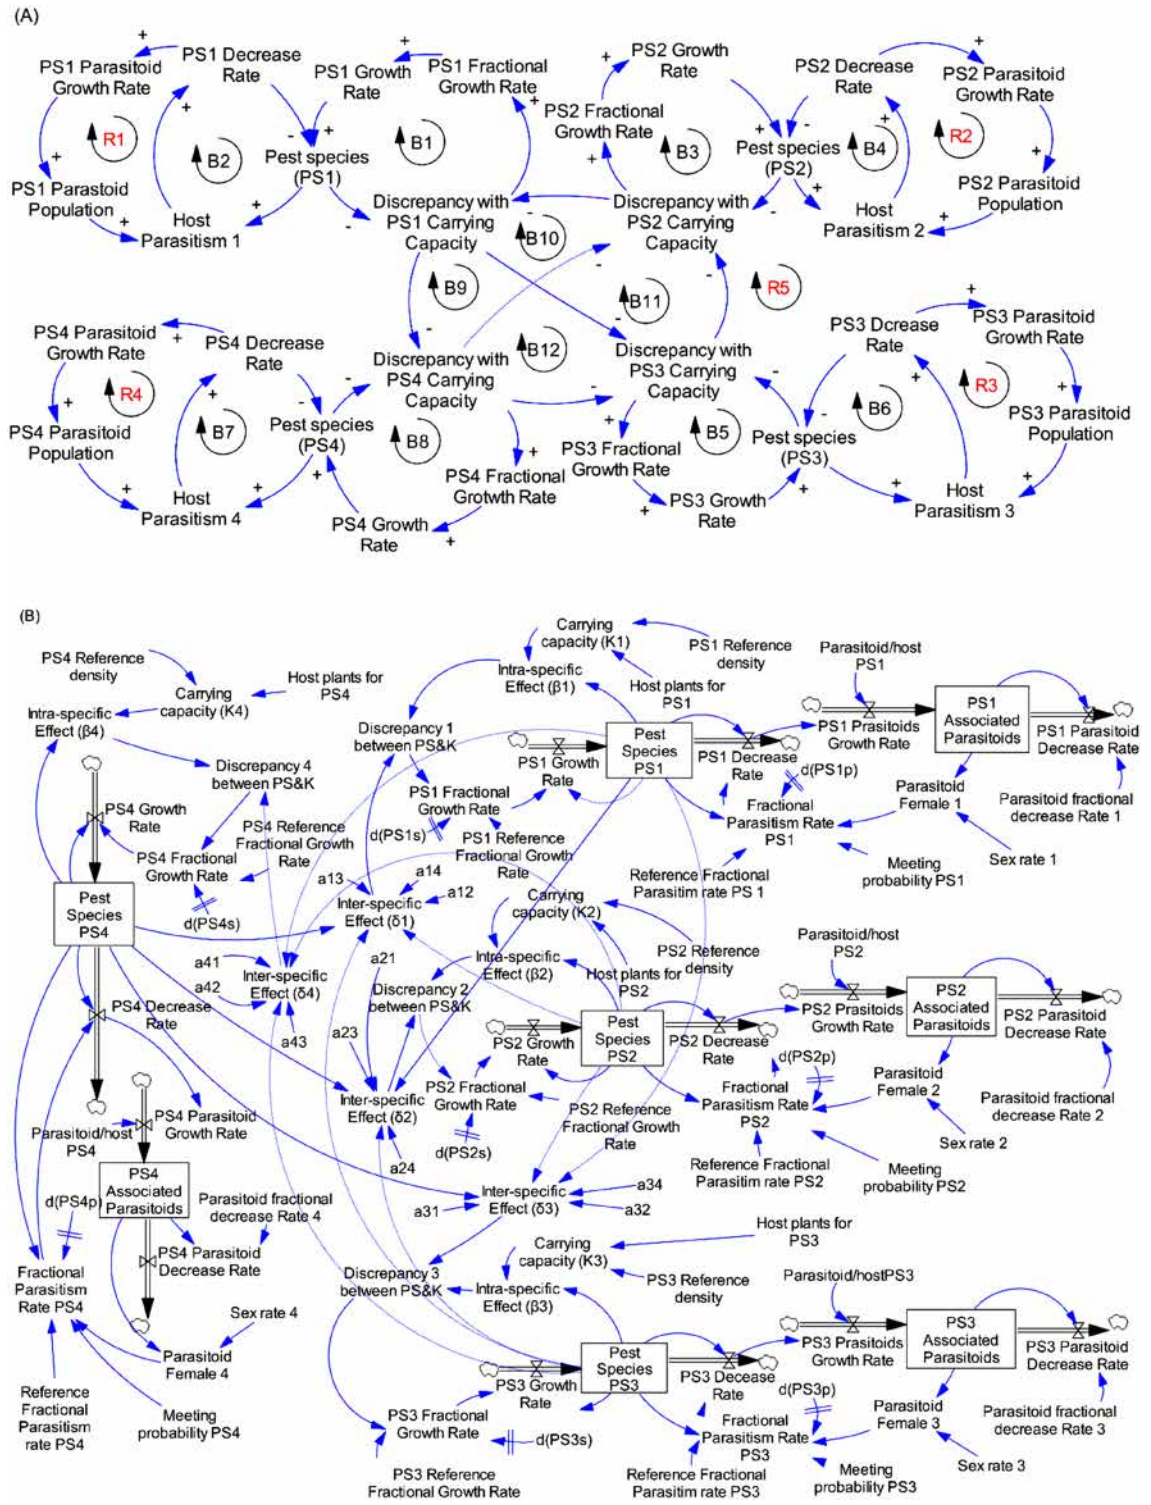 (A)
PS1 Parasitoid
Growth Rate
PS1 Decrease
Rate
PS1 Growth
Rate
PS1 Fractional
Growth Rate
PS2 Growth
Rate
PS2 Decrease
Rate
PS2 Parasitoid
Growth Rate
PS2 Fractional
Growth Rate
R1
B2
B1
B3
B4
R2
Pest species
(PS1)
Pest species
(PS2)
PS1 Parastoid
Population
Host
Parasitism 1
Discrepancy with
PS1 Carrying
Capacity
Discrepancy with
PS2 Carrying
Capacity
Host
Parasitism 2
PS2 Parasitoid
Population
B10
B9
B11
R5
B12
PS4 Parasitoid
Growth Rate
PS4 Decrease
Rate
Discrepancy with
PS4 Carrying
Capacity
Discrepancy with
PS3 Carrying
Capacity
PS3 Dcrease
Rate
PS3 Parasitoid
Growth Rate
R4
B7
B8
B5
B6
R3
PS4 Parasitoid
Population
Pest species
(PS4)
Pest species
(PS3)
PS3 Parasitoid
Population
Host
Parasitism 4
PS4 Growth
Rate
PS4 Fractional
Grotwth Rate
PS3 Fractional
Growth Rate
PS3 Growth
Rate
Host
Parasitism 3
(B)
PS4 Reference
density
Carrying
capacity (K4)
Host plants for
PS4
Intra-specific
Effect (β4)
Discrepancy 4
between PS&K
PS4 Growth
Rate
PS4 Fractional
Growth Rate
PS4 Reference
Fractional Growth
Rate
d(PS4s)
Pest
Species
PS4
Carrying
capacity (K1)
PS1 Reference
density
Intra-specific
Effect (β1)
Host plants for
PS1
Discrepancy 1
between PS&K
PS1 Fractional
Growth Rate
d(PS1s)
PS1 Reference
Fractional Growth
Rate
PS1 Growth
Rate
Pest
Species
PS1
PS1 Decrease
Rate
Parasitoid/host
PS1
PS1 Prasitoids
Growth Rate
PS1
Associated
Parasitoids
PS1 Parasitoid
Decrease Rate
d(PS1p)
Fractional
Parasitism Rate
PS1
Parasitoid
Female 1
Parasitoid fractional
decrease Rate 1
Sex rate 1
Meeting
probability PS1
Reference Fractional
Parasitim rate PS 1
a13
a14
a12
Inter-specific
Effect (δ1)
a41
a42
a43
Inter-specific
Effect (δ4)
a21
a23
Discrepancy 2
between PS&K
Carrying
capacity (K2)
Intra-specific
Effect (β2)
Host plants for
PS2
PS2 Reference
density
PS2 Growth
Rate
Pest
Species
PS2
PS2 Decrease
Rate
Parasitoid/host
PS2
PS2 Prasitoids
Growth Rate
PS2
Associated
Parasitoids
PS2 Parasitoid
Decrease Rate
Inter-specific
Effect (δ2)
a24
PS2 Fractional
Growth Rate
d(PS2s)
PS2 Reference
Fractional Growth
Rate
d(PS2p)
Fractional
Parasitism Rate
PS2
Parasitoid
Female 2
Parasitoid fractional
decrease Rate 2
Sex rate 2
Meeting
probability PS2
Reference Fractional
Parasitim rate PS2
PS4 Decrease
Rate
Parasitoid/host
PS4
PS4 Parasitoid
Growth Rate
PS4
Associated
Parasitoids
d(PS4p)
Parasitoid fractional
decrease Rate 4
PS4 Parasitoid
Decrease Rate
Fractional
Parasitism
Rate PS4
Sex rate 4
Parasitoid
Female 4
Reference
Fractional
Parasitism
rate PS4
Meeting
probability PS4
Inter-specific
Effect (δ3)
a31
a34
a32
Carrying
capacity (K3)
Host plants for
PS3
PS3 Reference
density
Discrepancy 3
between PS&K
Intra-specific
Effect (β3)
PS3 Growth
Rate
Pest
Species
PS3
PS3 Decease
Rate
Parasitoid/hostPS3
PS3 Prasitoids
Growth Rate
PS3
Associated
Parasitoids
PS3 Parasitoid
Decrease Rate
PS3 Fractional
Growth Rate
d(PS3s)
PS3 Reference
Fractional Growth Rate
d(PS3p)
Fractional
Parasitism Rate
PS3
Parasitoid
Female 3
Parasitoid fractional
decrease Rate 3
Sex rate 3
Meeting
probability PS3
Reference Fractional
Parasitim rate PS3